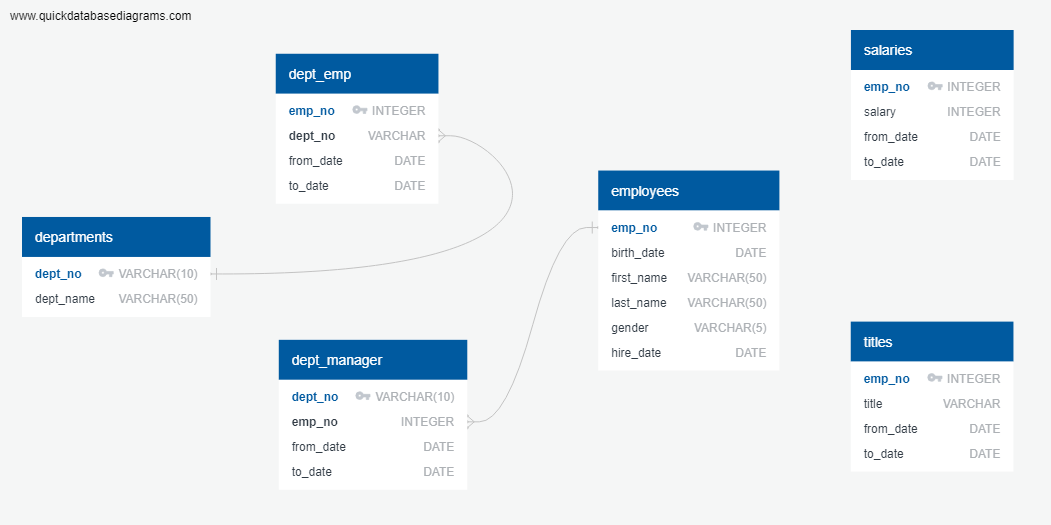 www.quickdatabasediagrams.com
dept_emp
emp_no INTEGER
dept_no VARCHAR
from_date DATE
to_date DATE
departments
dept_no VARCHAR(10)
dept_name VARCHAR(50)
dept_manager
dept_no VARCHAR(10)
emp_no INTEGER
from_date DATE
to_date DATE
employees
emp_no INTEGER
birth_date DATE
first_name VARCHAR(50)
last_name VARCHAR(50)
gender VARCHAR(5)
hire_date DATE
salaries
emp_no INTEGER
salary INTEGER
from_date DATE
to_date DATE
titles
emp_no INTEGER
title VARCHAR
from_date DATE
to_date DATE